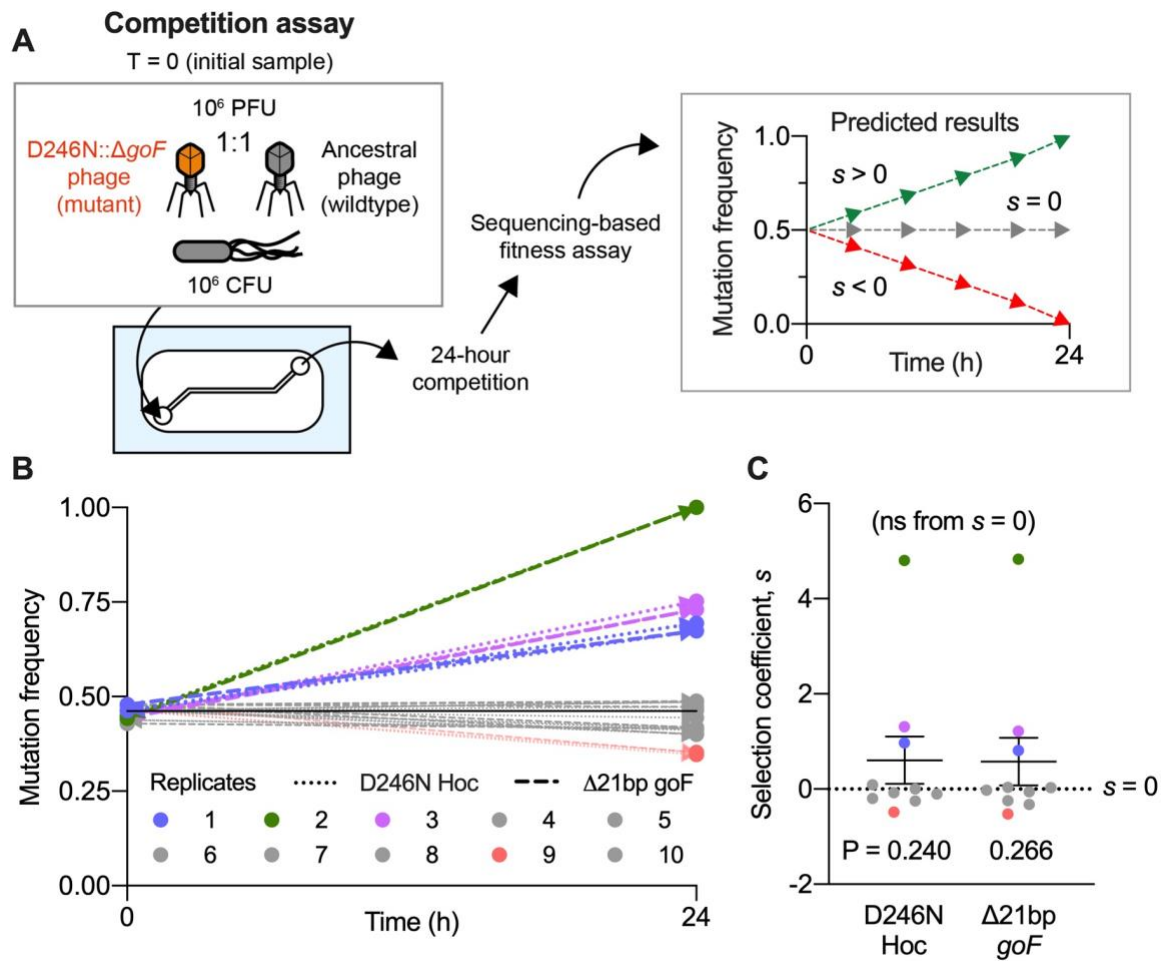 A
Competition assay
T = 0 (initial sample)
10⁶ PFU
1:1
D246N::ΔgoF
phage
(mutant)
Ancestral
phage
(wildtype)
10⁶ CFU
24-hour
competition
Sequencing-based
fitness assay
Predicted results
Mutation frequency
1.0
0.5
0.0
s > 0
s = 0
s < 0
0
24
Time (h)
B
Mutation frequency
1.00
0.75
0.50
0.25
0.00
Replicates
D246N Hoc
Δ21bp goF
1 2 3 4 5
6 7 8 9 10
0
24
Time (h)
C
Selection coefficient, s
6
4
2
0
-2
(ns from s = 0)
s = 0
P = 0.240 0.266
D246N
Hoc
Δ21bp
goF